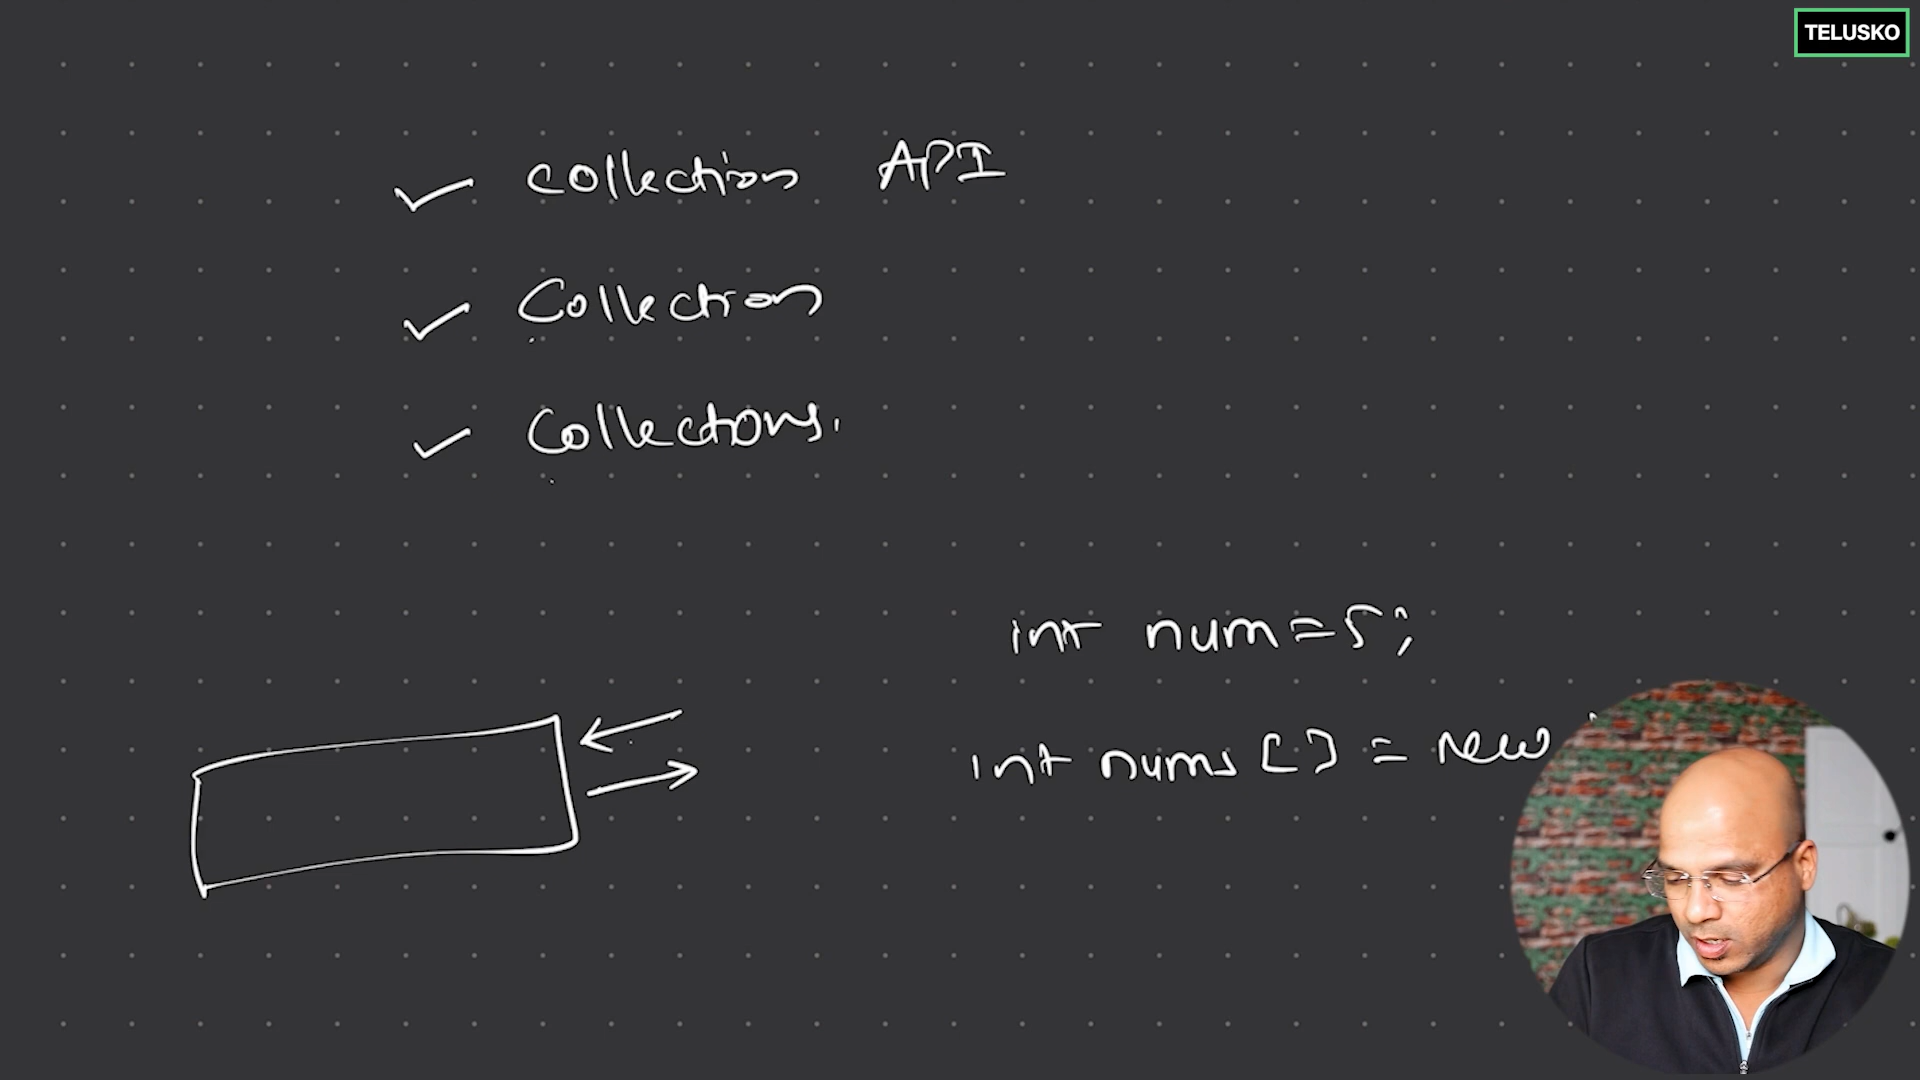 TELUSKO
Collection API
Collection
Collections.
int num = 5;
int nums [ ] = new